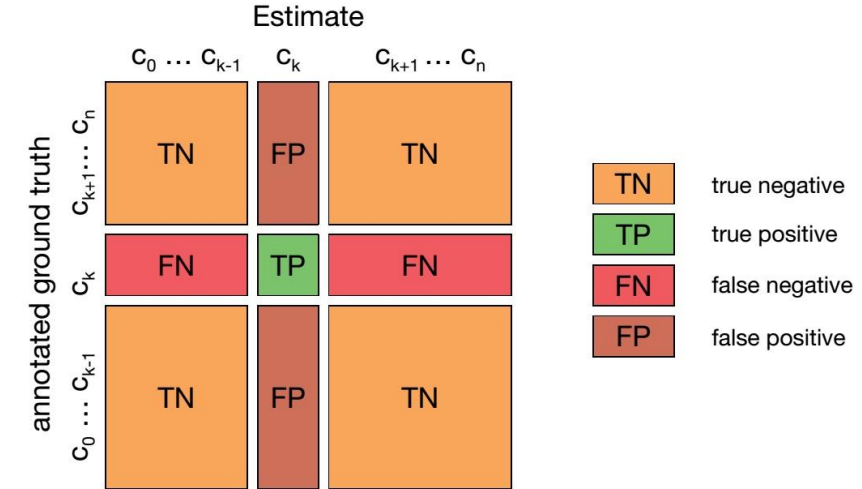 Estimate
c0 … ck-1 ck ck+1 … cn
annotated ground truth
ck+1… cn
TN FP TN
ck
FN TP FN
c0 … ck-1
TN FP TN
TN true negative
TP true positive
FN false negative
FP false positive